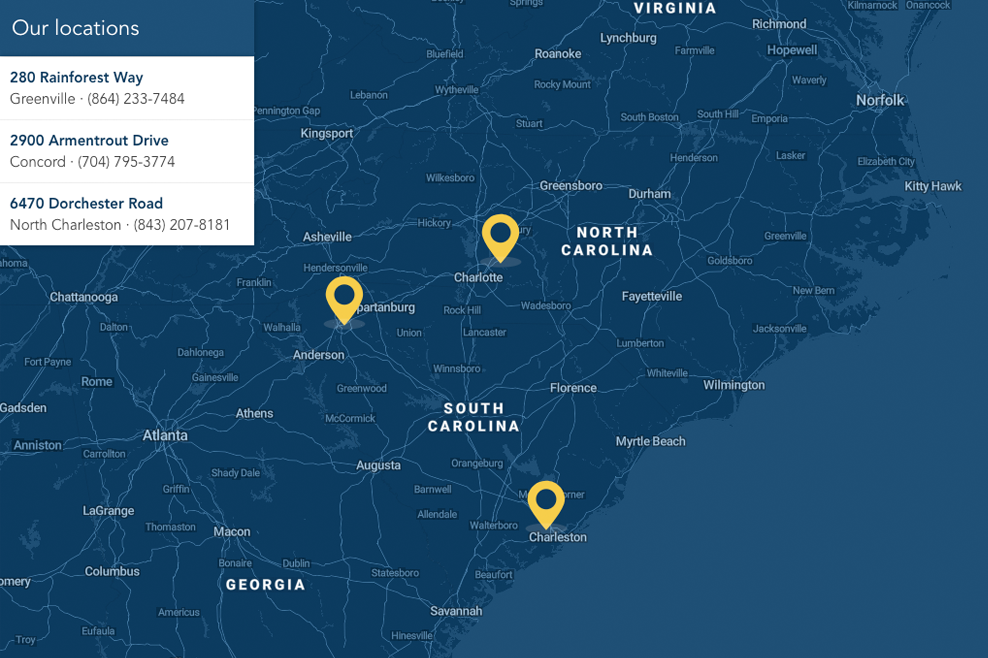 Our locations
280 Rainforest Way
Greenville · (864) 233-7484
2900 Armentrout Drive
Concord · (704) 795-3774
6470 Dorchester Road
North Charleston · (843) 207-8181
Springs
VIRGINIA
Kilmarnock
Onancock
Richmond
Lynchburg
Bluefield
Roanoke
Farmville
Hopewell
Rocky Mount
Waverly
Lebanon
Wytheville
Norfolk
Pennington Gap
Stuart
South Boston
South Hill
Emporia
Kingsport
Henderson
Lasker
Elizabeth City
Wilkesboro
Greensboro
Durham
Kitty Hawk
Hickory
Asheville
NORTH
CAROLINA
Greenville
Hendersonville
Goldsboro
Charlotte
Franklin
New Bern
Chattanooga
Fayetteville
partanburg
Rock Hill
Wadesboro
Dalton
Walhalla
Union
Lancaster
Jacksonville
Lumberton
Dahlonega
Anderson
Fort Payne
Winnsboro
Whiteville
Gainesville
Rome
Greenwood
Florence
Wilmington
Gadsden
Athens
McCormick
SOUTH
CAROLINA
Atlanta
Anniston
Myrtle Beach
Carrollton
Augusta
Orangeburg
Shady Dale
Griffin
Barnwell
orner
LaGrange
Allendale
Thomaston
Macon
Walterboro
Charleston
Bonaire
Dublin
Columbus
Statesboro
Beaufort
omery
GEORGIA
Americus
Savannah
Eufaula
Hinesville
Troy